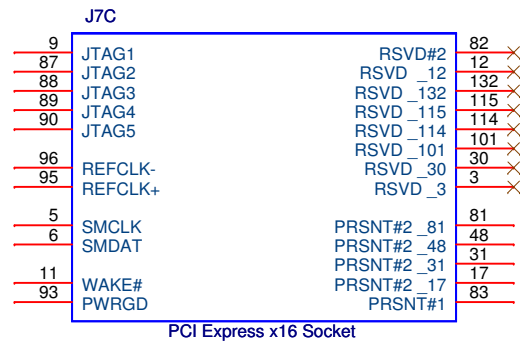 J7C
9 JTAG1 RSVD#2 82
87 JTAG2 RSVD _12 12
88 JTAG3 RSVD _132 132
89 JTAG4 RSVD _115 115
90 JTAG5 RSVD _114 114
RSVD _101 101
96 REFCLK- RSVD _30 30
95 REFCLK+ RSVD _3 3
5 SMCLK PRSNT#2 _81 81
6 SMDAT PRSNT#2 _48 48
PRSNT#2 _31 31
11 WAKE# PRSNT#2 _17 17
93 PWRGD PRSNT#1 83
PCI Express x16 Socket